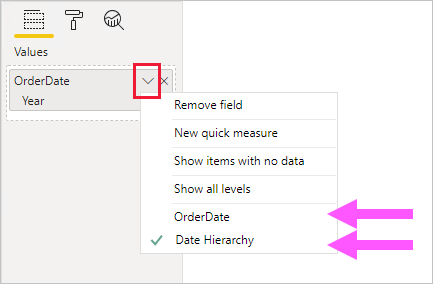 Values
OrderDate
Year
Remove field
New quick measure
Show items with no data
Show all levels
OrderDate
Date Hierarchy